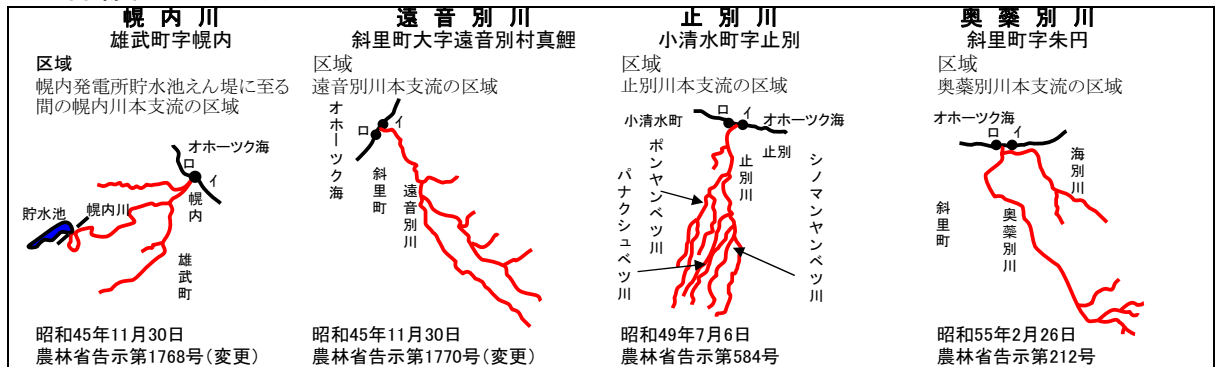 幌内川
雄武町字幌内
区域
幌内発電所貯水池えん堤に至る
間の幌内川本支流の区域
オホーツク海
ロ
イ
幌内
貯水池
幌内川
雄武町
昭和45年11月30日
農林省告示第1768号(変更)
遠音別川
斜里町大字遠音別村真鯉
区域
遠音別川本支流の区域
オホーツク海
ロ
イ
斜里町
遠音別川
昭和45年11月30日
農林省告示第1770号(変更)
止別川
小清水町字止別
区域
止別川本支流の区域
小清水町
ロ
イ
オホーツク海
止別
止別川
ポンヤンベツ川
パナクシュベツ川
シノマンヤンベツ川
昭和49年7月6日
農林省告示第584号
奥薬別川
斜里町字朱円
区域
奥薬別川本支流の区域
オホーツク海
ロ
イ
海別川
斜里町
奥薬別川
昭和55年2月26日
農林省告示第212号